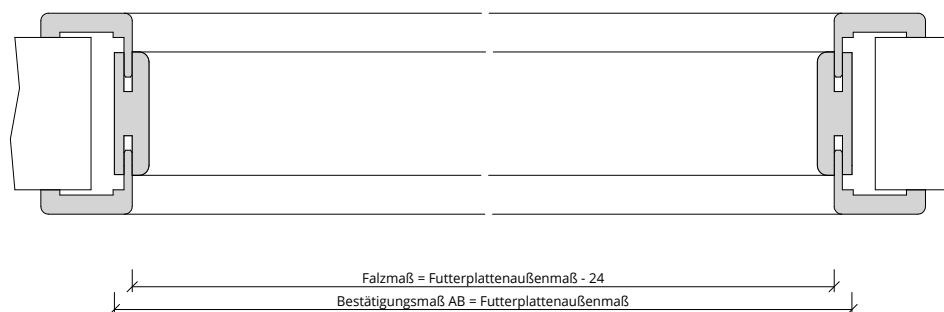 Falzmaß = Futterplattenaußenmaß - 24
Bestätigungsmaß AB = Futterplattenaußenmaß